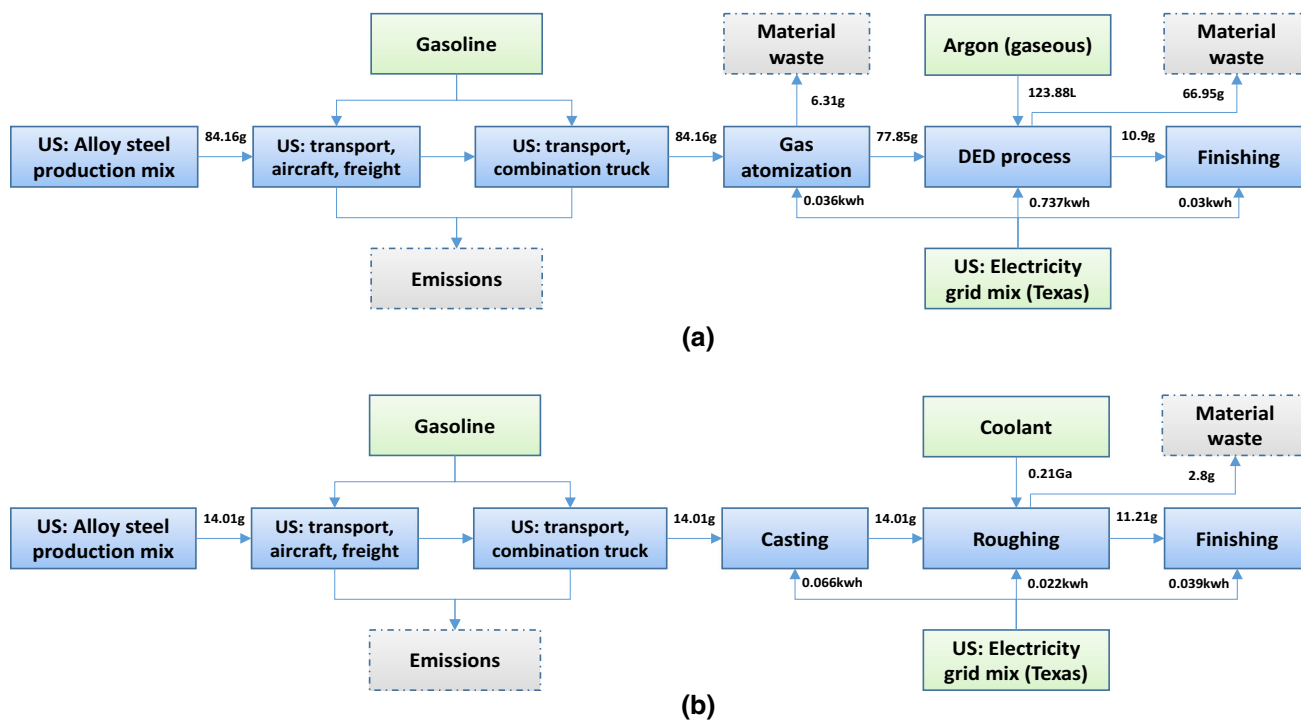 Gasoline
Material
waste
Argon (gaseous)
Material
waste
6.31g
123.88L
66.95g
US: Alloy steel
production mix
84.16g
US: transport,
aircraft, freight
US: transport,
combination truck
84.16g
Gas
atomization
77.85g
DED process
10.9g
Finishing
0.036kwh
0.737kwh
0.03kwh
Emissions
US: Electricity
grid mix (Texas)
(a)
Gasoline
Coolant
Material
waste
0.21Ga
2.8g
US: Alloy steel
production mix
14.01g
US: transport,
aircraft, freight
US: transport,
combination truck
14.01g
Casting
14.01g
Roughing
11.21g
Finishing
0.066kwh
0.022kwh
0.039kwh
Emissions
US: Electricity
grid mix (Texas)
(b)